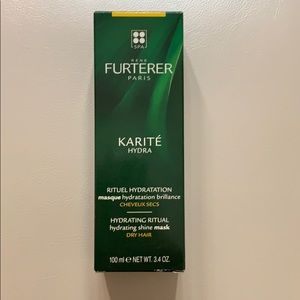 SPA
RENE
FURTERER
PARIS
KARITÉ
HYDRA
RITUEL HYDRATATION
masque hydratation brillance
CHEVEUX SECS
HYDRATING RITUAL
hydrating shine mask
DRY HAIR
100 ml e NET WT. 3.4 OZ.